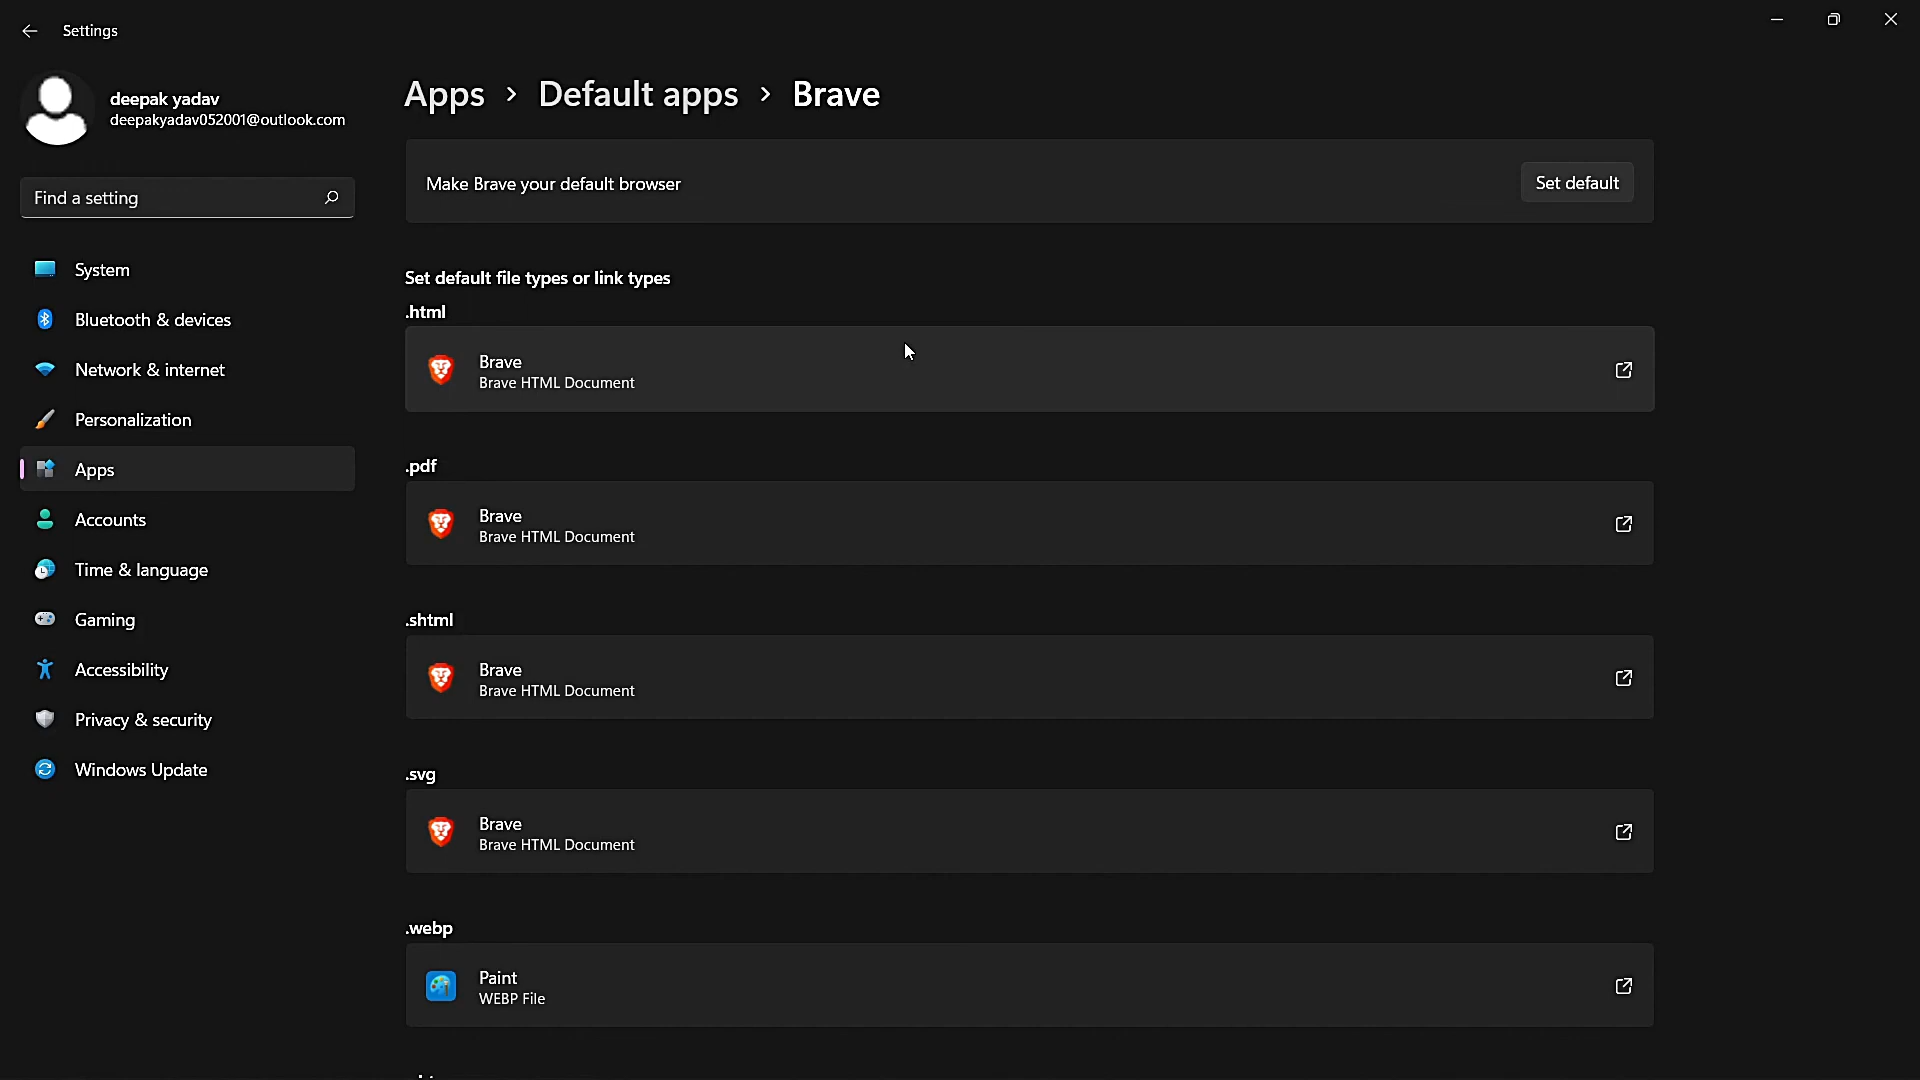 Settings
deepak yadav
deepakyadav052001@outlook.com
Find a setting
System
Bluetooth & devices
Network & internet
Personalization
Apps
Accounts
Time & language
Gaming
Accessibility
Privacy & security
Windows Update
Apps > Default apps > Brave
Make Brave your default browser
Set default
Set default file types or link types
.html
Brave
Brave HTML Document
.pdf
Brave
Brave HTML Document
.shtml
Brave
Brave HTML Document
.svg
Brave
Brave HTML Document
.webp
Paint
WEBP File